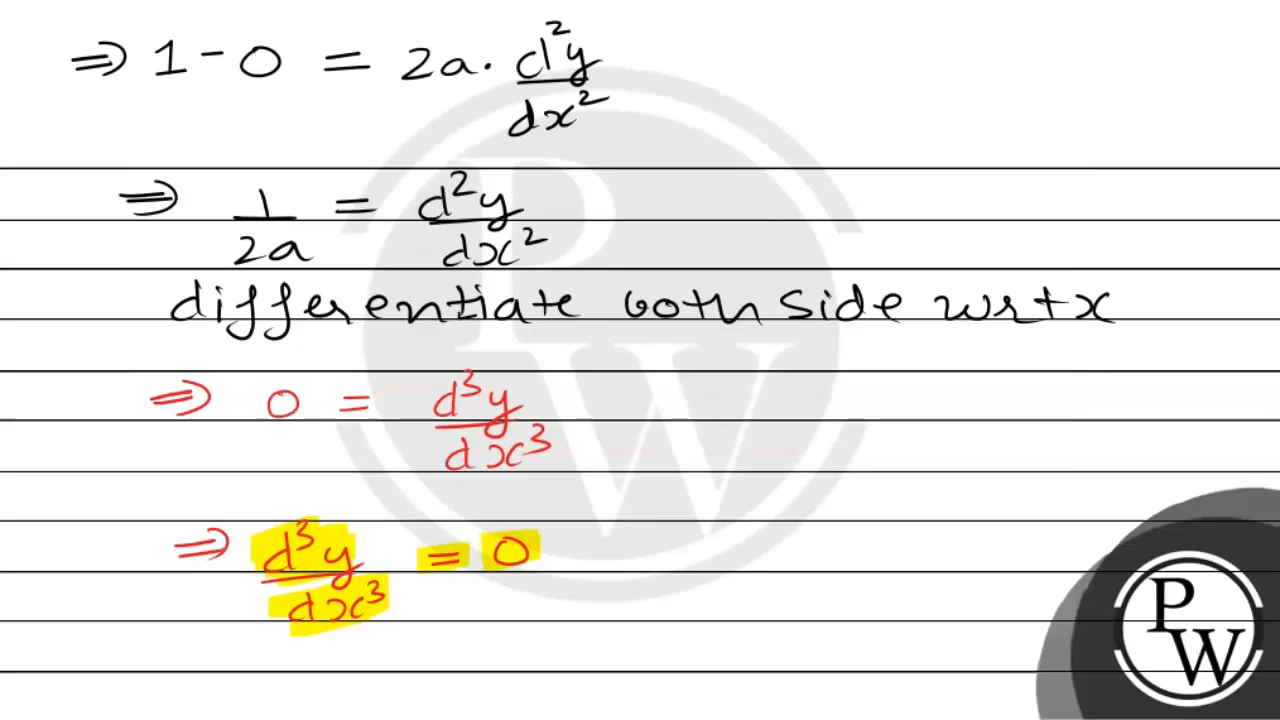 ⇒ 1 - 0 = 2a · d²y/dx²
⇒ 1/2a = d²y/dx²
differentiate both side wrt x
⇒ 0 = d³y/dx³
⇒ d³y/dx³ = 0
P
W
P
W